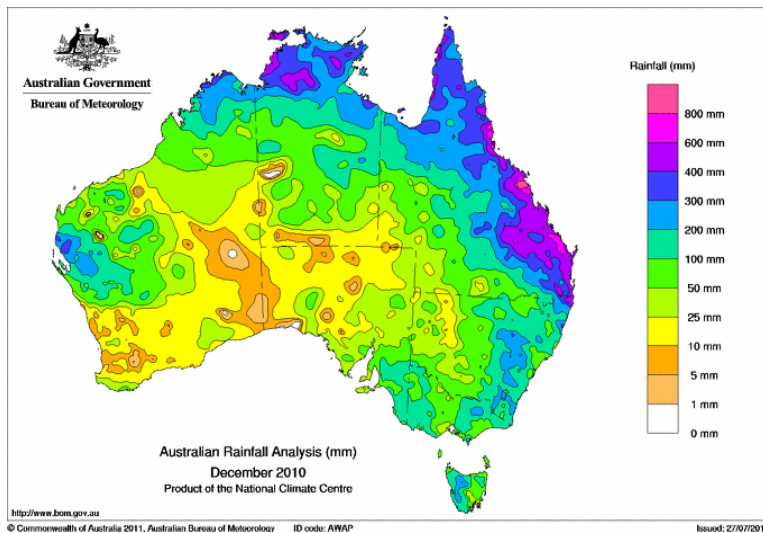 Australian Government
Bureau of Meteorology
Rainfall (mm)
800 mm
600 mm
400 mm
300 mm
200 mm
100 mm
50 mm
25 mm
10 mm
5 mm
1 mm
0 mm
Australian Rainfall Analysis (mm)
December 2010
Product of the National Climate Centre
http://www.bom.gov.au
© Commonwealth of Australia 2011, Australian Bureau of Meteorology ID code: AWAP Issued: 27/07/201